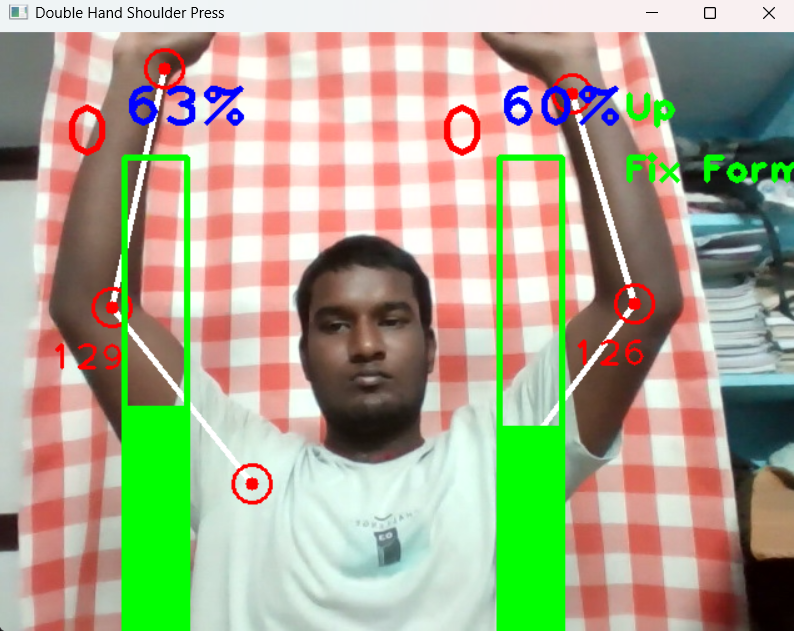 Double Hand Shoulder Press
0 63% 0 60% Up
Fix Form
129 126